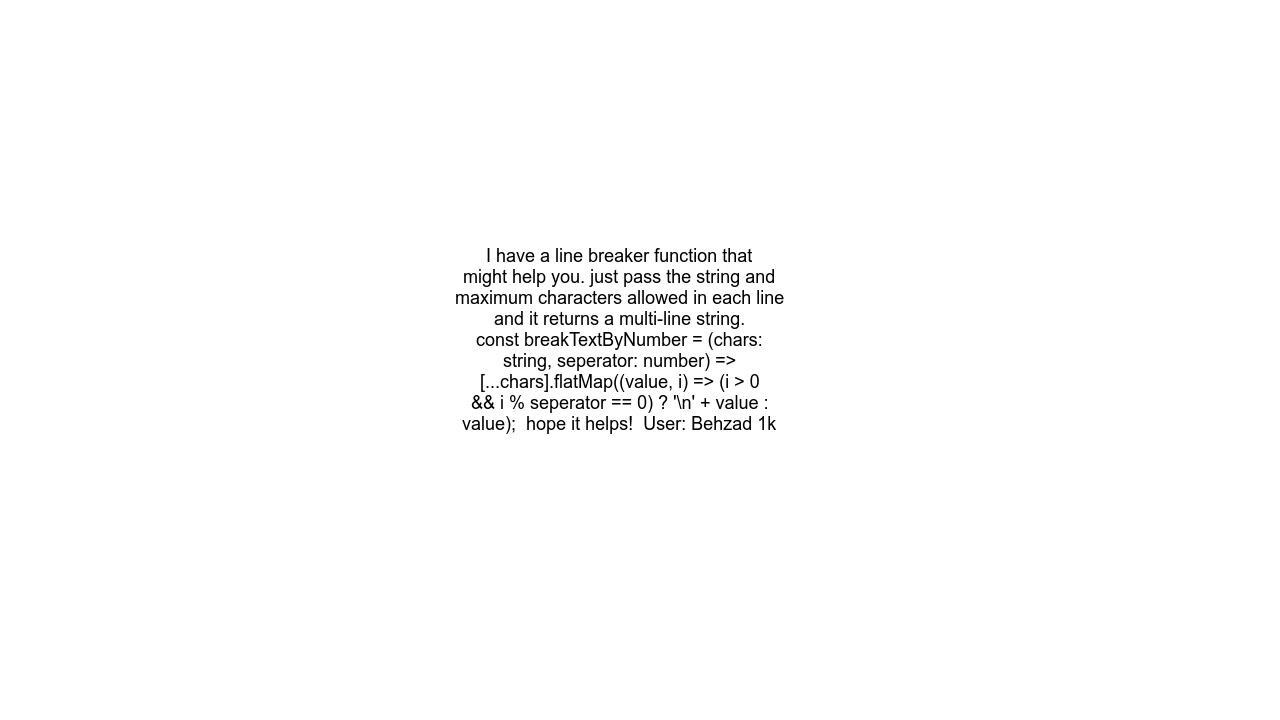 I have a line breaker function that
might help you. just pass the string and
maximum characters allowed in each line
and it returns a multi-line string.
const breakTextByNumber = (chars:
string, seperator: number) =>
[...chars].flatMap((value, i) => (i > 0
&& i % seperator == 0) ? '\n' + value :
value);  hope it helps!  User: Behzad 1k